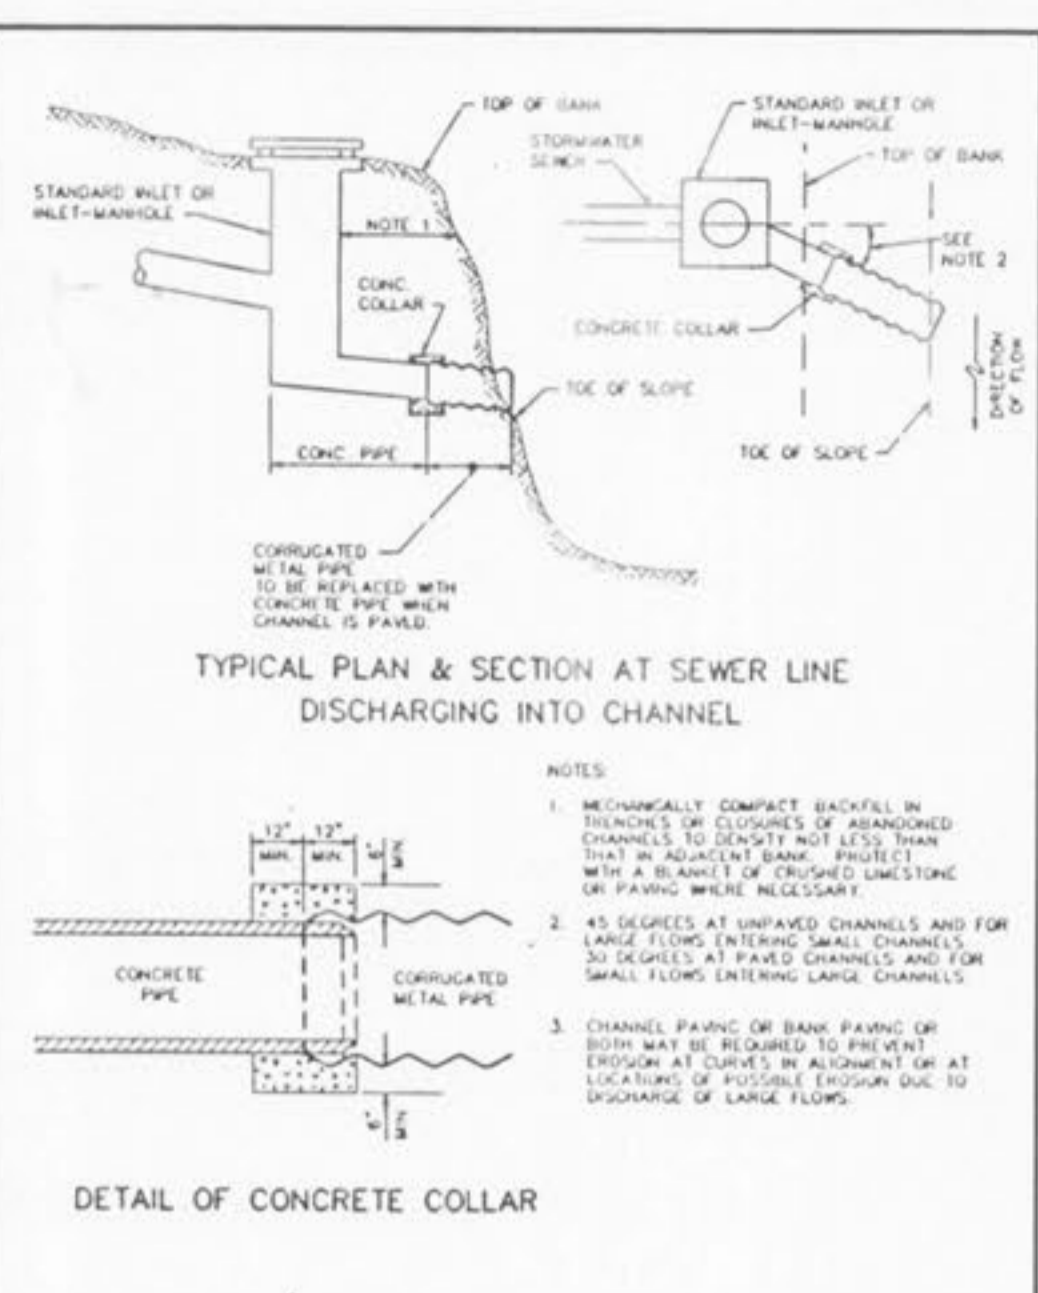 TOP OF BANK
STANDARD INLET OR
INLET-MANHOLE
STORMWATER
SEWER
TOP OF BANK
STANDARD INLET OR
INLET-MANHOLE
NOTE 1
SEE
NOTE 2
CONC.
COLLAR
CONCRETE COLLAR
DIRECTION
OF FLOW
TOE OF SLOPE
CONC. PIPE
TOE OF SLOPE
CORRUGATED
METAL PIPE
TO BE REPLACED WITH
CONCRETE PIPE WHEN
CHANNEL IS PAVED.
TYPICAL PLAN & SECTION AT SEWER LINE
DISCHARGING INTO CHANNEL
NOTES:
1. MECHANICALLY COMPACT BACKFILL IN
TRENCHES OR CLOSURES OF ABANDONED
CHANNELS TO DENSITY NOT LESS THAN
THAT IN ADJACENT BANK. PROTECT
WITH A BLANKET OF CRUSHED LIMESTONE
OR PAVING WHERE NECESSARY.
2. 45 DEGREES AT UNPAVED CHANNELS AND FOR
LARGE FLOWS ENTERING SMALL CHANNELS.
30 DEGREES AT PAVED CHANNELS AND FOR
SMALL FLOWS ENTERING LARGE CHANNELS.
3. CHANNEL PAVING OR BANK PAVING OR
BOTH MAY BE REQUIRED TO PREVENT
EROSION AT CURVES IN ALIGNMENT OR AT
LOCATIONS OF POSSIBLE EROSION DUE TO
DISCHARGE OF LARGE FLOWS.
12" 12"
MIN. MIN.
6"
MIN.
CONCRETE
PIPE
CORRUGATED
METAL PIPE
6"
MIN.
DETAIL OF CONCRETE COLLAR